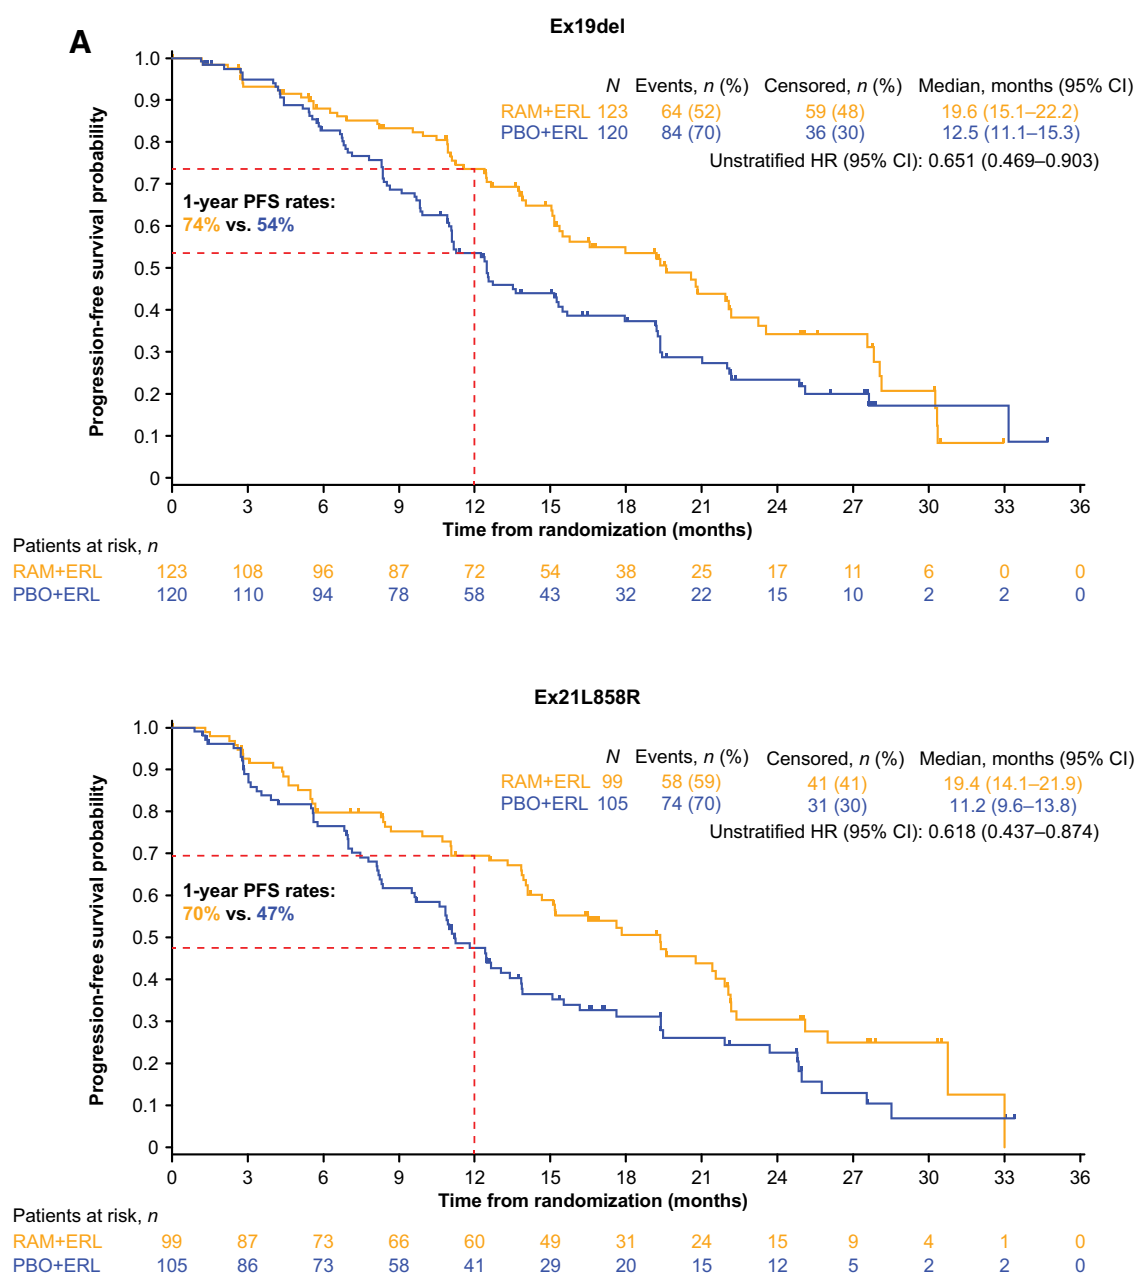 A
Ex19del
N Events, n (%) Censored, n (%) Median, months (95% CI)
RAM+ERL 123 64 (52) 59 (48) 19.6 (15.1–22.2)
PBO+ERL 120 84 (70) 36 (30) 12.5 (11.1–15.3)
Unstratified HR (95% CI): 0.651 (0.469–0.903)
Progression-free survival probability
1.0
0.9
0.8
0.7
0.6
0.5
0.4
0.3
0.2
0.1
0
1-year PFS rates:
74% vs. 54%
0 3 6 9 12 15 18 21 24 27 30 33 36
Time from randomization (months)
Patients at risk, n
RAM+ERL 123 108 96 87 72 54 38 25 17 11 6 0 0
PBO+ERL 120 110 94 78 58 43 32 22 15 10 2 2 0
Ex21L858R
N Events, n (%) Censored, n (%) Median, months (95% CI)
RAM+ERL 99 58 (59) 41 (41) 19.4 (14.1–21.9)
PBO+ERL 105 74 (70) 31 (30) 11.2 (9.6–13.8)
Unstratified HR (95% CI): 0.618 (0.437–0.874)
Progression-free survival probability
1.0
0.9
0.8
0.7
0.6
0.5
0.4
0.3
0.2
0.1
0
1-year PFS rates:
70% vs. 47%
0 3 6 9 12 15 18 21 24 27 30 33 36
Time from randomization (months)
Patients at risk, n
RAM+ERL 99 87 73 66 60 49 31 24 15 9 4 1 0
PBO+ERL 105 86 73 58 41 29 20 15 12 5 2 2 0